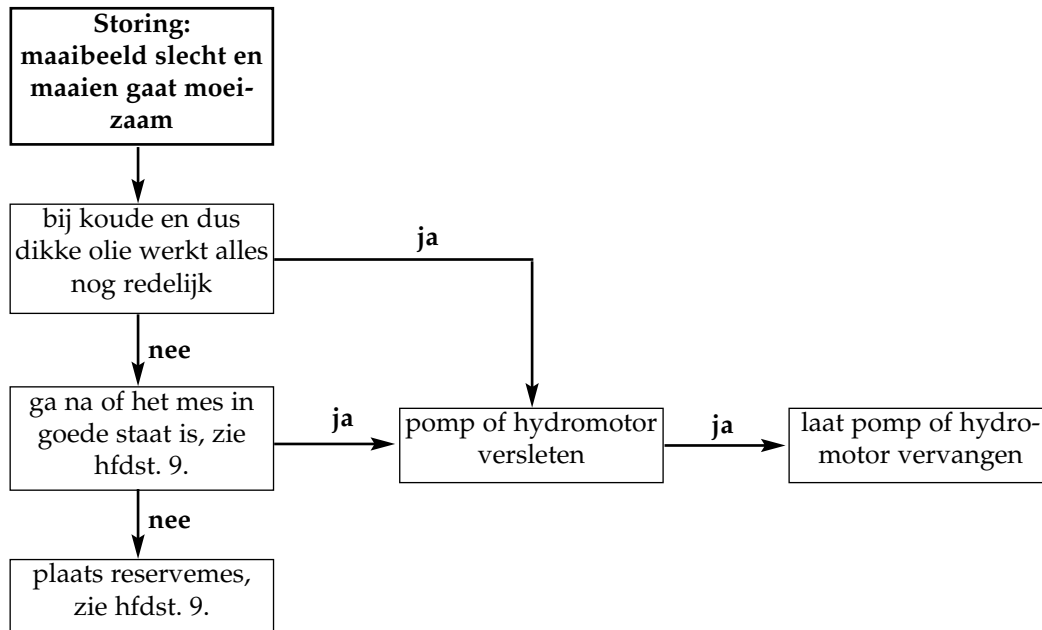 Storing:
maaibeeld slecht en
maaien gaat moei-
zaam
bij koude en dus
dikke olie werkt alles
nog redelijk
ja
nee
ga na of het mes in
goede staat is, zie
hfdst. 9.
ja
pomp of hydromotor
versleten
ja
laat pomp of hydro-
motor vervangen
nee
plaats reservemes,
zie hfdst. 9.